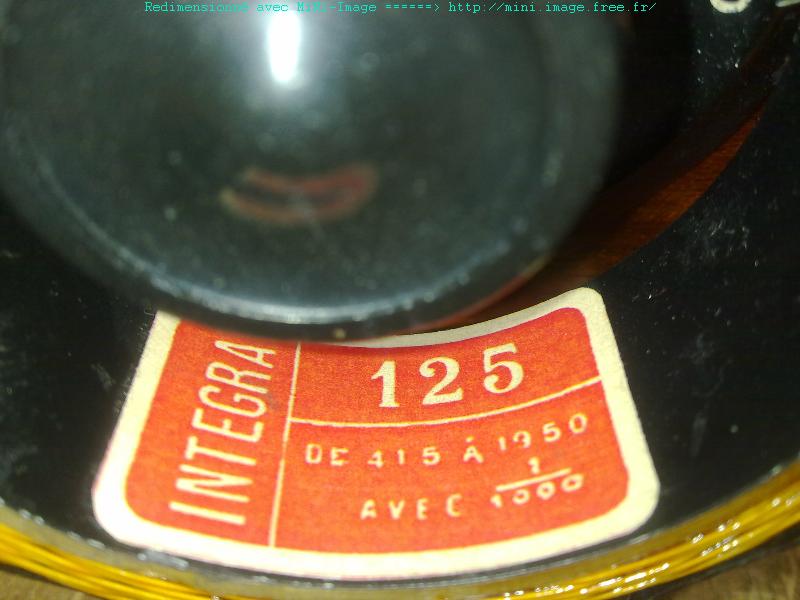 Redimensionné avec MiNi-Image ======> http://mini.image.free.fr/
INTEGRA
125
DE 415 À 1950
AVEC 1/1000